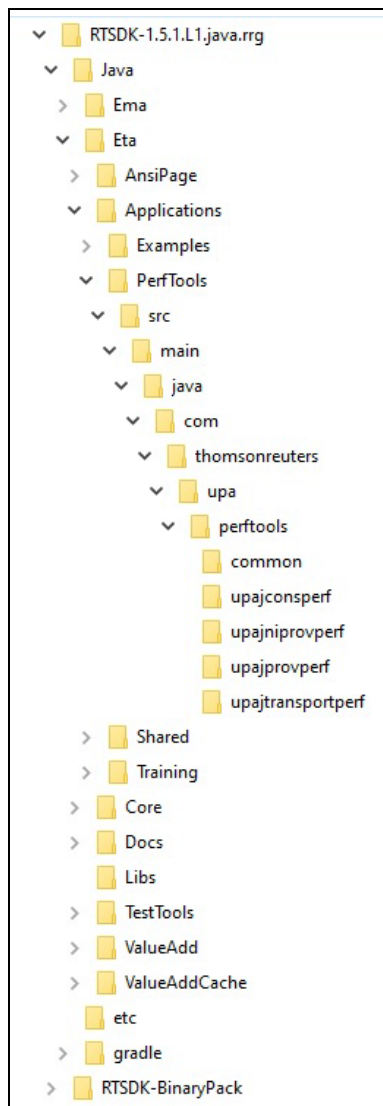 RTSDK-1.5.1.L1.java.rrg
Java
Ema
Eta
AnsiPage
Applications
Examples
PerfTools
src
main
java
com
thomsonreuters
upa
perftools
common
upajconsperf
upajniprovperf
upajprovperf
upajtransportperf
Shared
Training
Core
Docs
Libs
TestTools
ValueAdd
ValueAddCache
etc
gradle
RTSDK-BinaryPack